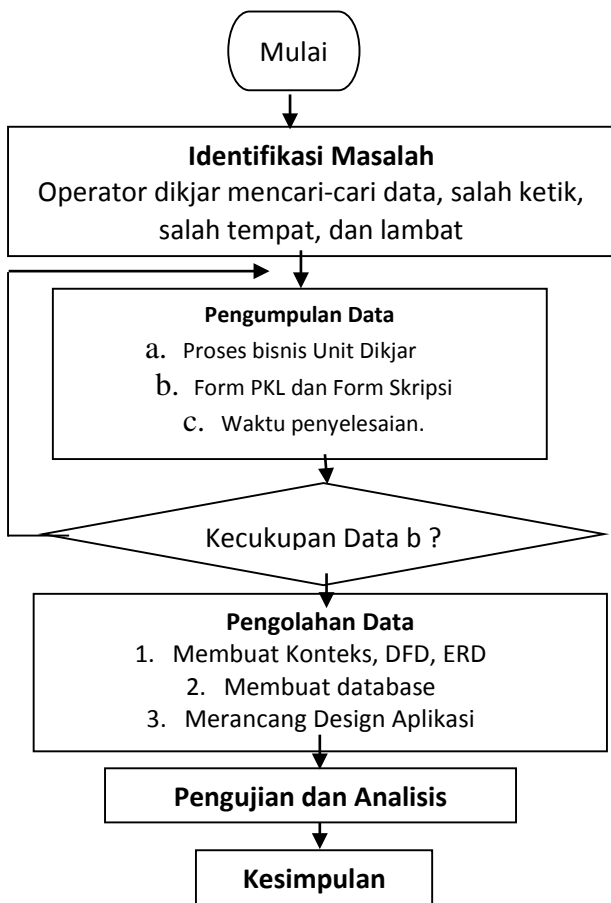 Mulai
Identifikasi Masalah
Operator dikjar mencari-cari data, salah ketik,
salah tempat, dan lambat
Pengumpulan Data
a. Proses bisnis Unit Dikjar
b. Form PKL dan Form Skripsi
c. Waktu penyelesaian.
Kecukupan Data b ?
Pengolahan Data
1. Membuat Konteks, DFD, ERD
2. Membuat database
3. Merancang Design Aplikasi
Pengujian dan Analisis
Kesimpulan